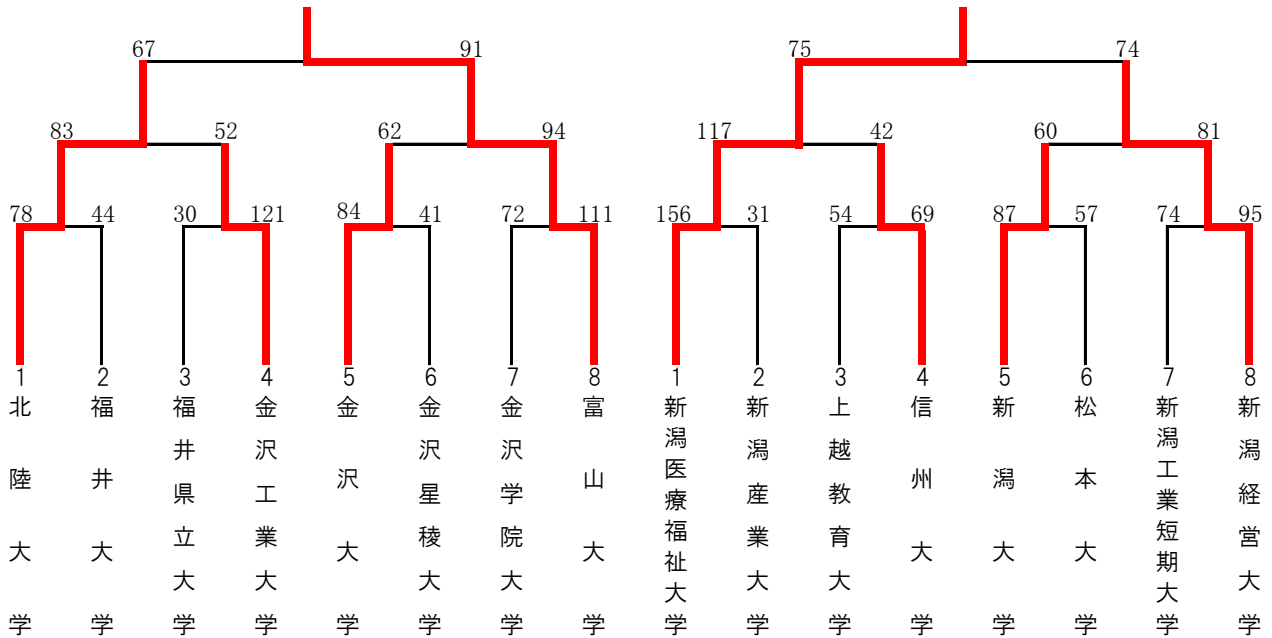 67 91 75 74
83 52 62 94 117 42 60 81
78 44 30 121 84 41 72 111 156 31 54 69 87 57 74 95
1 2 3 4 5 6 7 8 1 2 3 4 5 6 7 8
北陸大学
福井大学
福井県立大学
金沢工業大学
金沢大学
金沢星稜大学
金沢学院大学
富山大学
新潟医療福祉大学
新潟産業大学
上越教育大学
信州大学
新潟大学
松本大学
新潟工業短期大学
新潟経営大学